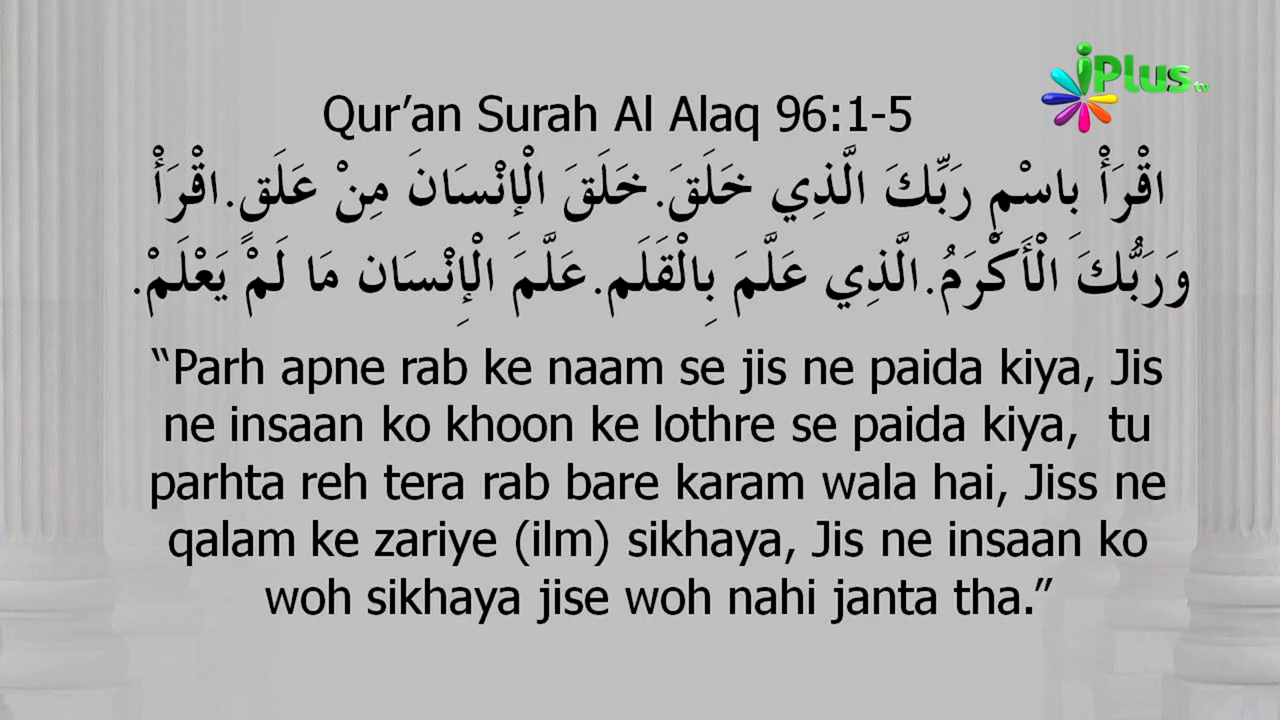 iPlus tv
Qur’an Surah Al Alaq 96:1-5
اقْرَأْ بِاسْمِ رَبِّكَ الَّذِي خَلَقَ.خَلَقَ الْإِنْسَانَ مِنْ عَلَقٍ.اقْرَأْ
وَرَبُّكَ الْأَكْرَمُ.الَّذِي عَلَّمَ بِالْقَلَمِ.عَلَّمَ الْإِنْسَان مَا لَمْ يَعْلَمْ.
“Parh apne rab ke naam se jis ne paida kiya, Jis
ne insaan ko khoon ke lothre se paida kiya,  tu
parhta reh tera rab bare karam wala hai, Jiss ne
qalam ke zariye (ilm) sikhaya, Jis ne insaan ko
woh sikhaya jise woh nahi janta tha.”